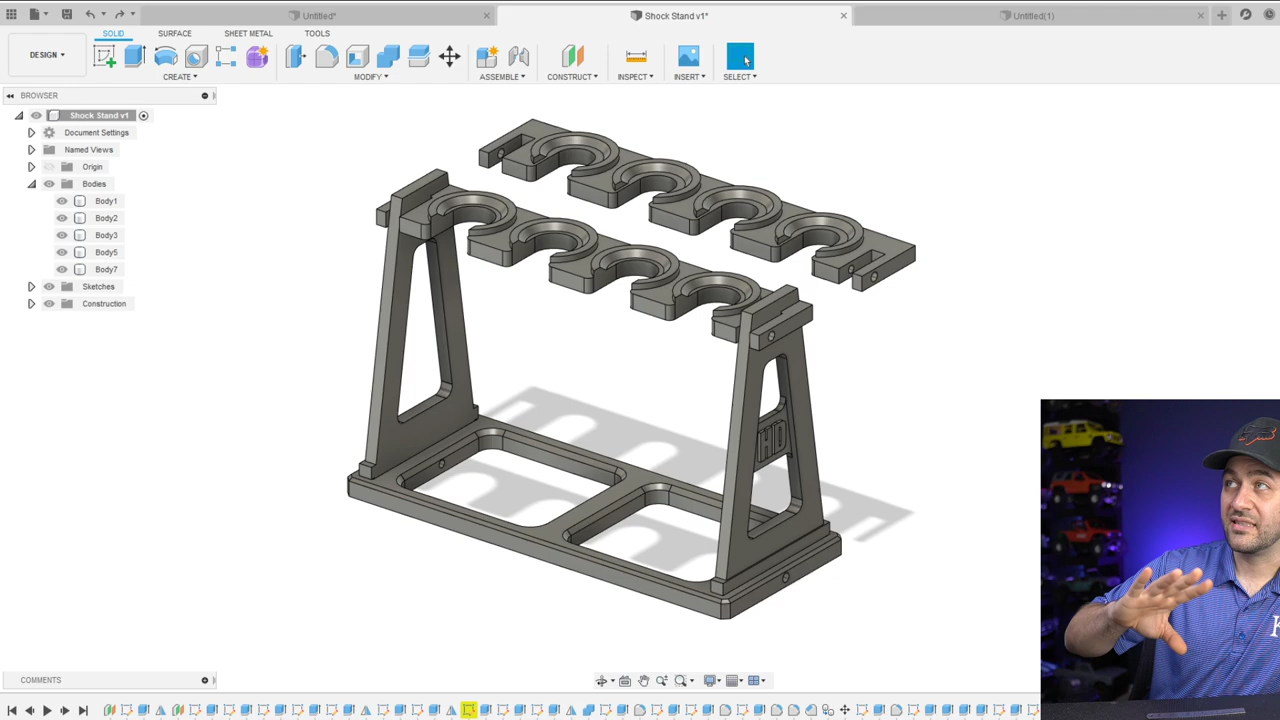 Untitled*
Shock Stand v1*
Untitled(1)
SOLID
SURFACE
SHEET METAL
TOOLS
DESIGN
CREATE
MODIFY
ASSEMBLE
CONSTRUCT
INSPECT
INSERT
SELECT
BROWSER
Shock Stand v1
Document Settings
Named Views
Origin
Bodies
Body1
Body2
Body3
Body5
Body7
Sketches
Construction
HD
COMMENTS